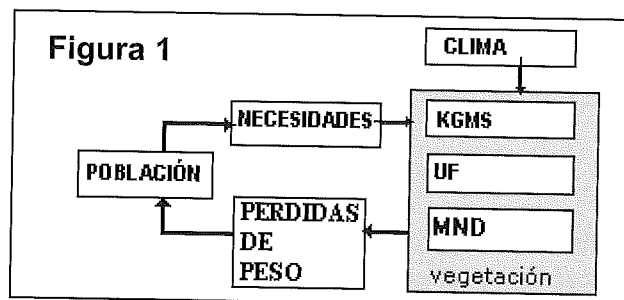 Figura 1
CLIMA
NECESIDADES
KGMS
POBLACIÓN
UF
PERDIDAS
DE
PESO
MND
vegetación